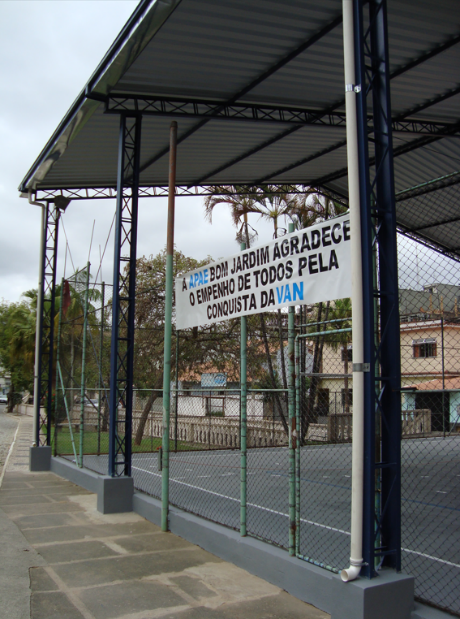 A APAE BOM JARDIM AGRADECE
O EMPENHO DE TODOS PELA
CONQUISTA DA VAN